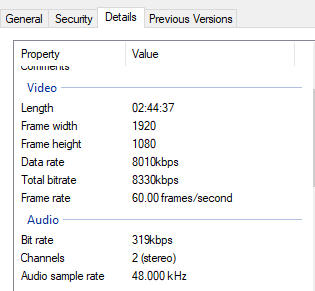 General Security Details Previous Versions
Property Value
Comments
Video
Length 02:44:37
Frame width 1920
Frame height 1080
Data rate 8010kbps
Total bitrate 8330kbps
Frame rate 60.00 frames/second
Audio
Bit rate 319kbps
Channels 2 (stereo)
Audio sample rate 48.000 kHz